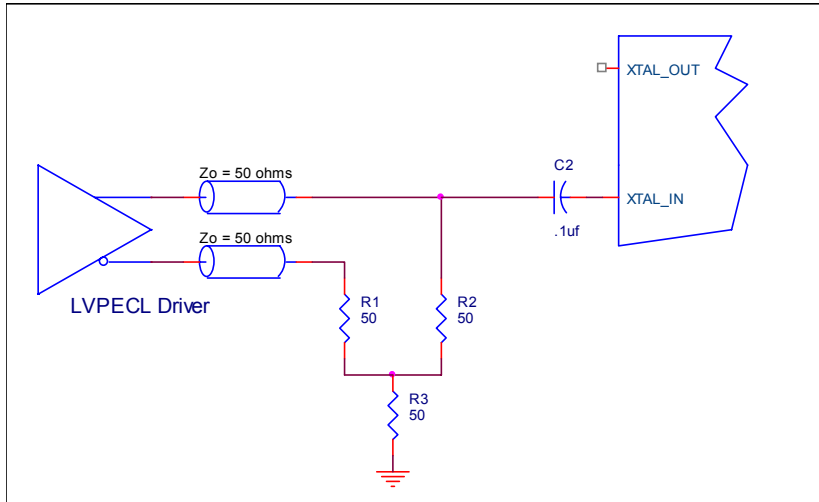 XTAL_OUT
Zo = 50 ohms
C2
XTAL_IN
.1uf
Zo = 50 ohms
LVPECL Driver
R1
50
R2
50
R3
50